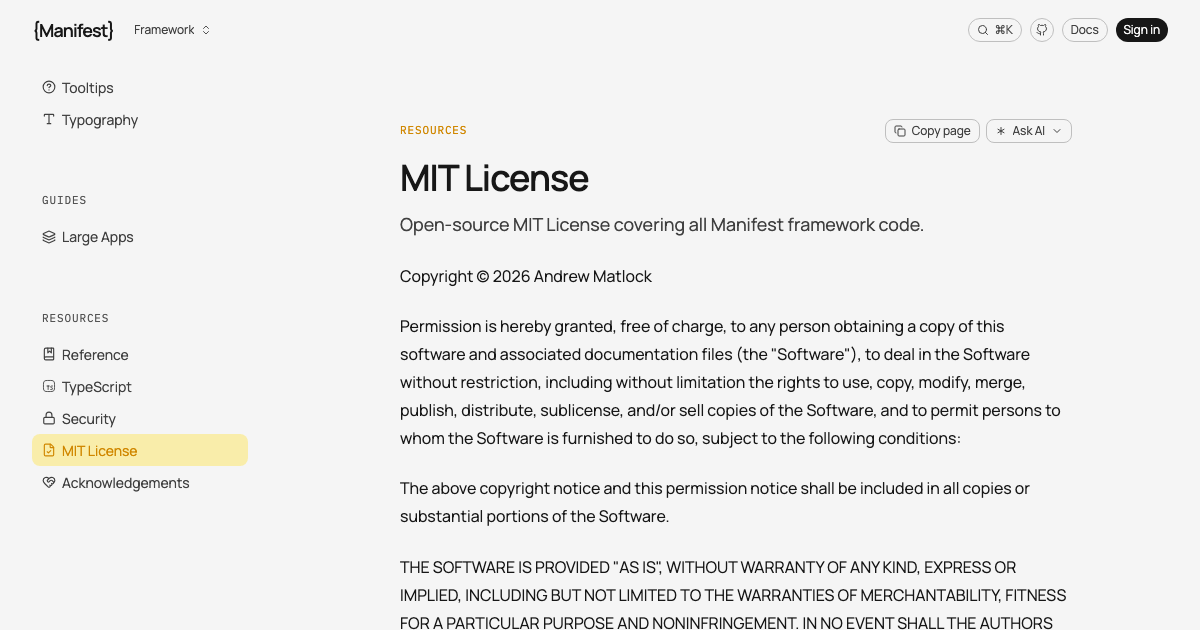 {Manifest}
Framework
⌘K
Docs
Sign in
Tooltips
Typography
GUIDES
Large Apps
RESOURCES
Reference
TypeScript
Security
MIT License
Acknowledgements
RESOURCES
Copy page
Ask AI
MIT License
Open-source MIT License covering all Manifest framework code.
Copyright © 2026 Andrew Matlock
Permission is hereby granted, free of charge, to any person obtaining a copy of this
software and associated documentation files (the "Software"), to deal in the Software
without restriction, including without limitation the rights to use, copy, modify, merge,
publish, distribute, sublicense, and/or sell copies of the Software, and to permit persons to
whom the Software is furnished to do so, subject to the following conditions:
The above copyright notice and this permission notice shall be included in all copies or
substantial portions of the Software.
THE SOFTWARE IS PROVIDED "AS IS", WITHOUT WARRANTY OF ANY KIND, EXPRESS OR
IMPLIED, INCLUDING BUT NOT LIMITED TO THE WARRANTIES OF MERCHANTABILITY, FITNESS
FOR A PARTICULAR PURPOSE AND NONINFRINGEMENT. IN NO EVENT SHALL THE AUTHORS